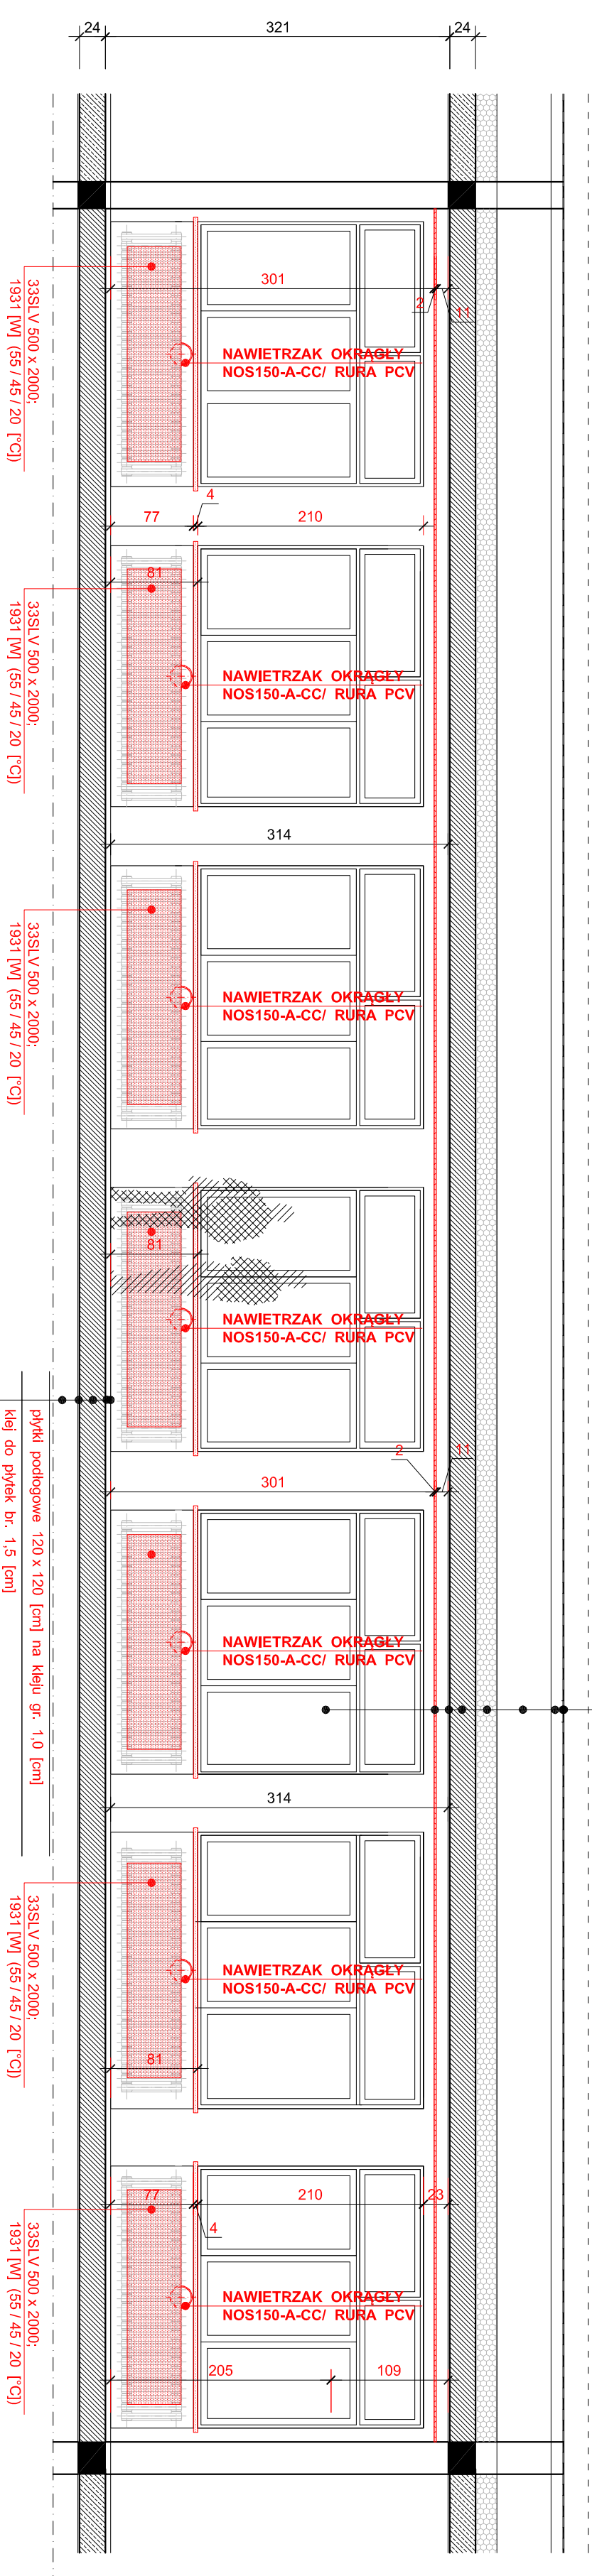 24
321
24
301
2
11
NAWIETRZAK OKRĄGŁY
NOS150-A-CC/ RURA PCV
33SLV 500 x 2000;
1931 [W] (55 / 45 / 20 [°C])
4
77
210
81
NAWIETRZAK OKRĄGŁY
NOS150-A-CC/ RURA PCV
33SLV 500 x 2000;
1931 [W] (55 / 45 / 20 [°C])
314
NAWIETRZAK OKRĄGŁY
NOS150-A-CC/ RURA PCV
33SLV 500 x 2000;
1931 [W] (55 / 45 / 20 [°C])
81
NAWIETRZAK OKRĄGŁY
NOS150-A-CC/ RURA PCV
płytki podłogowe 120 x 120 [cm] na kleju gr. 1,0 [cm]
klej do płytek br. 1,5 [cm]
2
11
301
NAWIETRZAK OKRĄGŁY
NOS150-A-CC/ RURA PCV
314
NAWIETRZAK OKRĄGŁY
NOS150-A-CC/ RURA PCV
33SLV 500 x 2000;
1931 [W] (55 / 45 / 20 [°C])
81
77
210
23
4
NAWIETRZAK OKRĄGŁY
NOS150-A-CC/ RURA PCV
33SLV 500 x 2000;
1931 [W] (55 / 45 / 20 [°C])
205
109